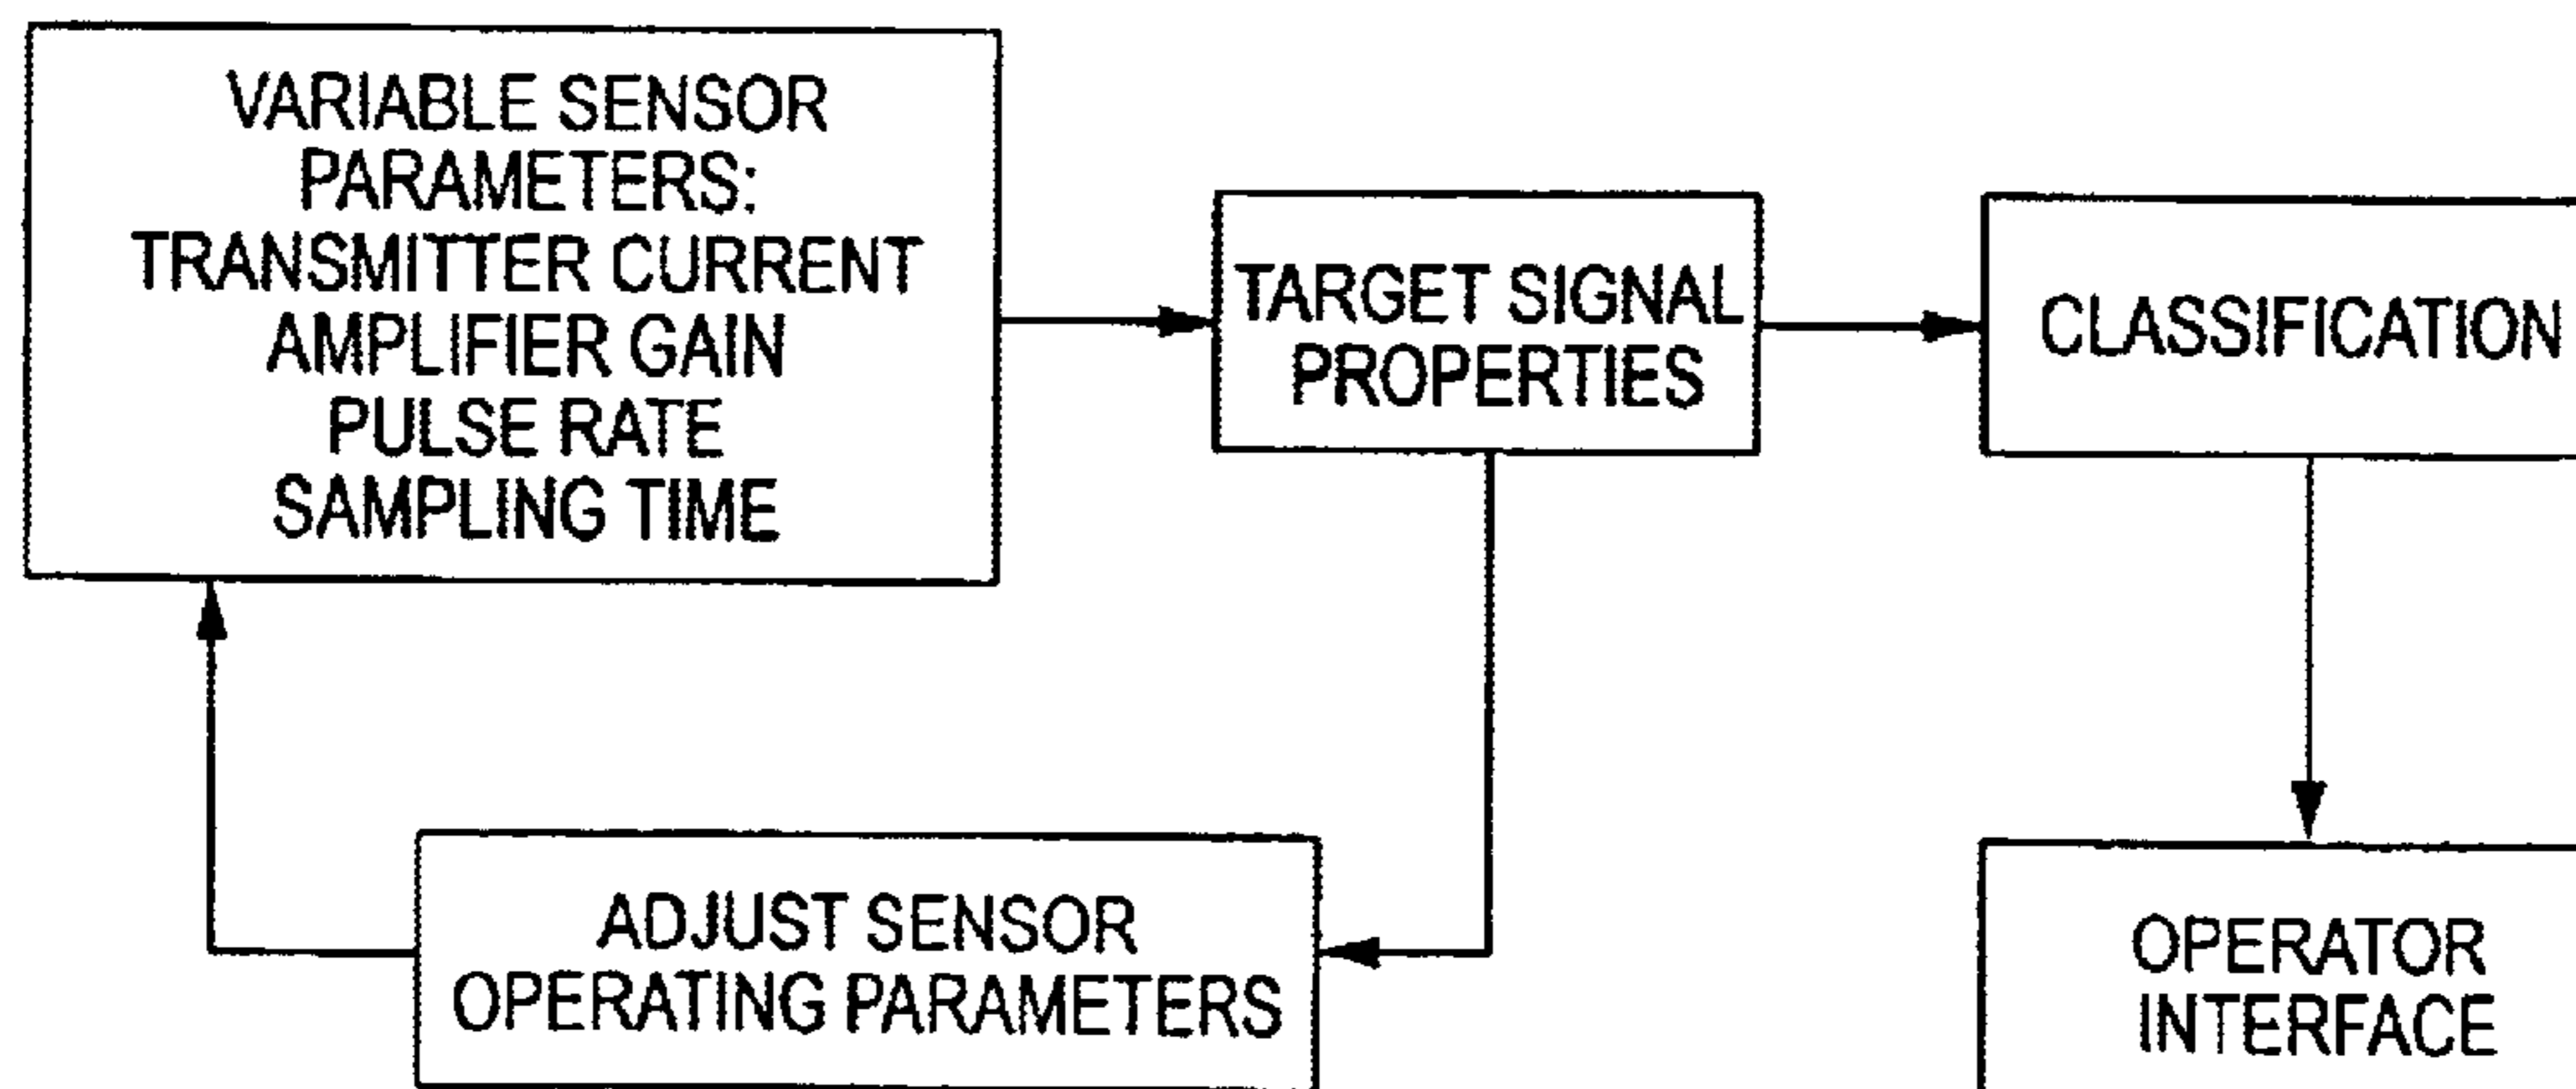 VARIABLE SENSOR
PARAMETERS:
TRANSMITTER CURRENT
AMPLIFIER GAIN
PULSE RATE
SAMPLING TIME
TARGET SIGNAL
PROPERTIES
CLASSIFICATION
ADJUST SENSOR
OPERATING PARAMETERS
OPERATOR
INTERFACE